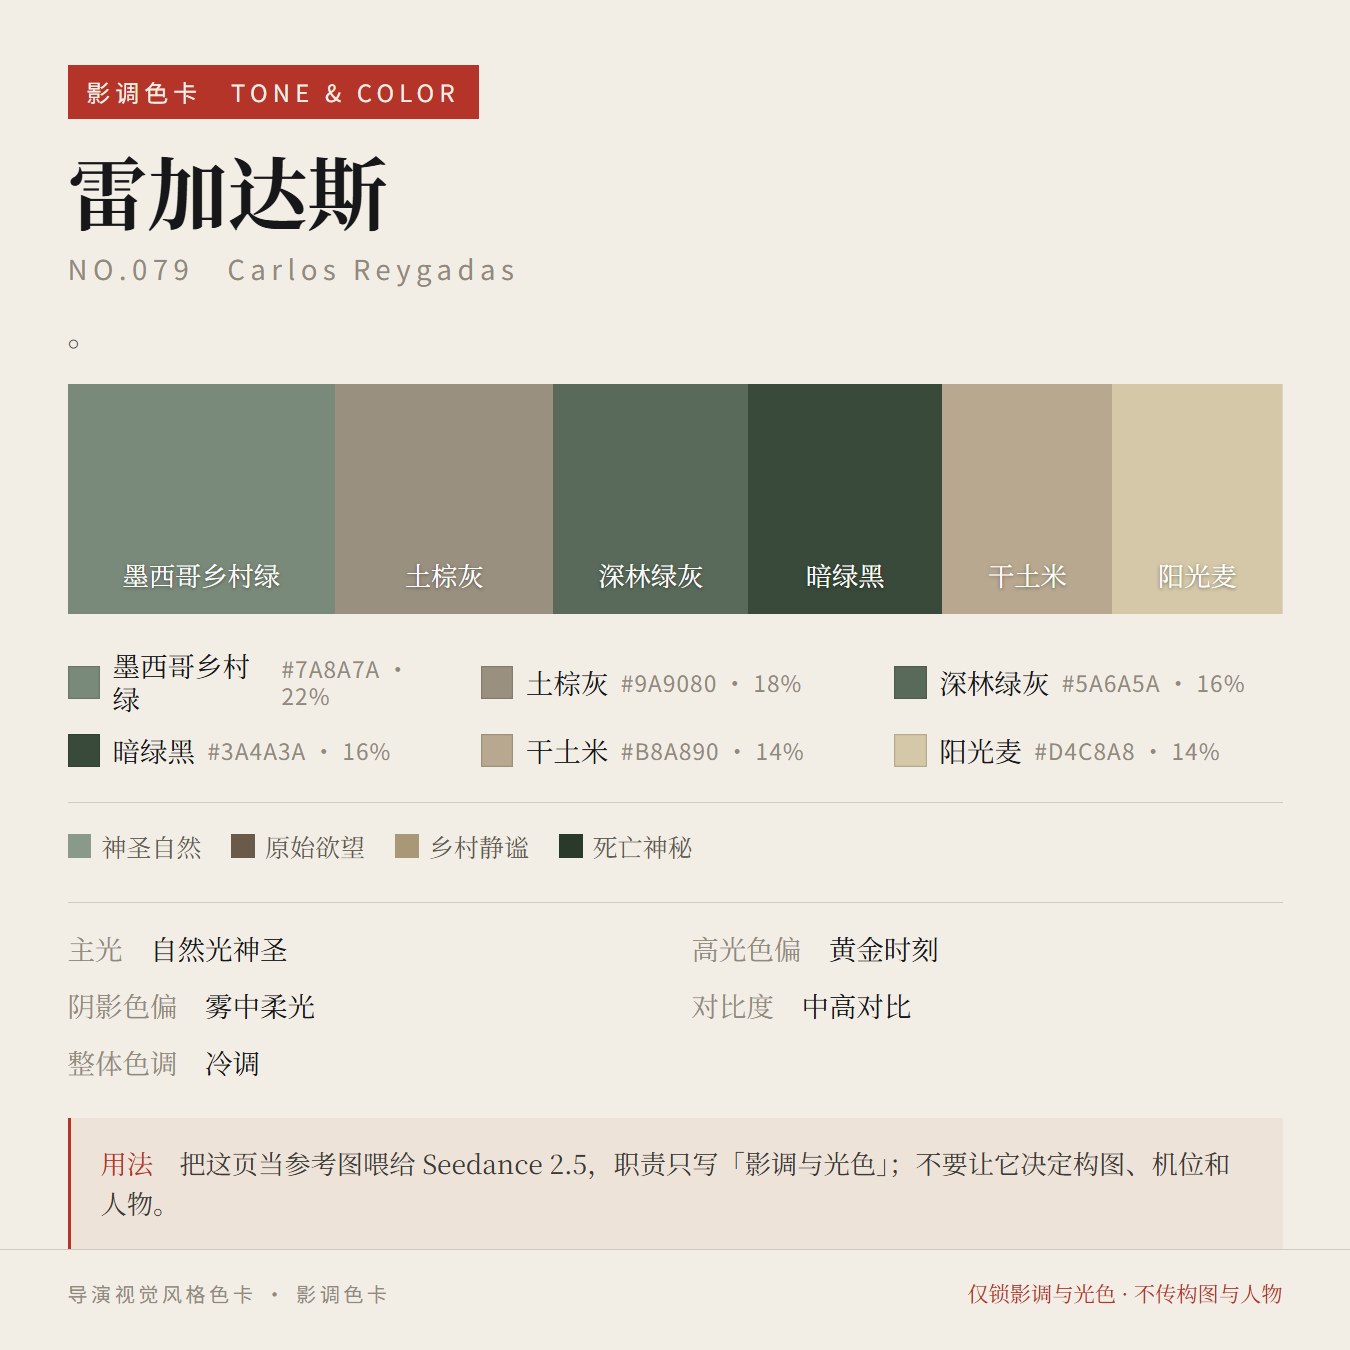 影调色卡 TONE & COLOR
雷加达斯
NO.079 Carlos Reygadas
。
墨西哥乡村绿 土棕灰 深林绿灰 暗绿黑 干土米 阳光麦
墨西哥乡村绿 #7A8A7A · 22% 土棕灰 #9A9080 · 18% 深林绿灰 #5A6A5A · 16%
暗绿黑 #3A4A3A · 16% 干土米 #B8A890 · 14% 阳光麦 #D4C8A8 · 14%
神圣自然 原始欲望 乡村静谧 死亡神秘
主光 自然光神圣 高光色偏 黄金时刻
阴影色偏 雾中柔光 对比度 中高对比
整体色调 冷调
用法 把这页当参考图喂给 Seedance 2.5，职责只写「影调与光色」；不要让它决定构图、机位和
人物。
导演视觉风格色卡 · 影调色卡 仅锁影调与光色 · 不传构图与人物